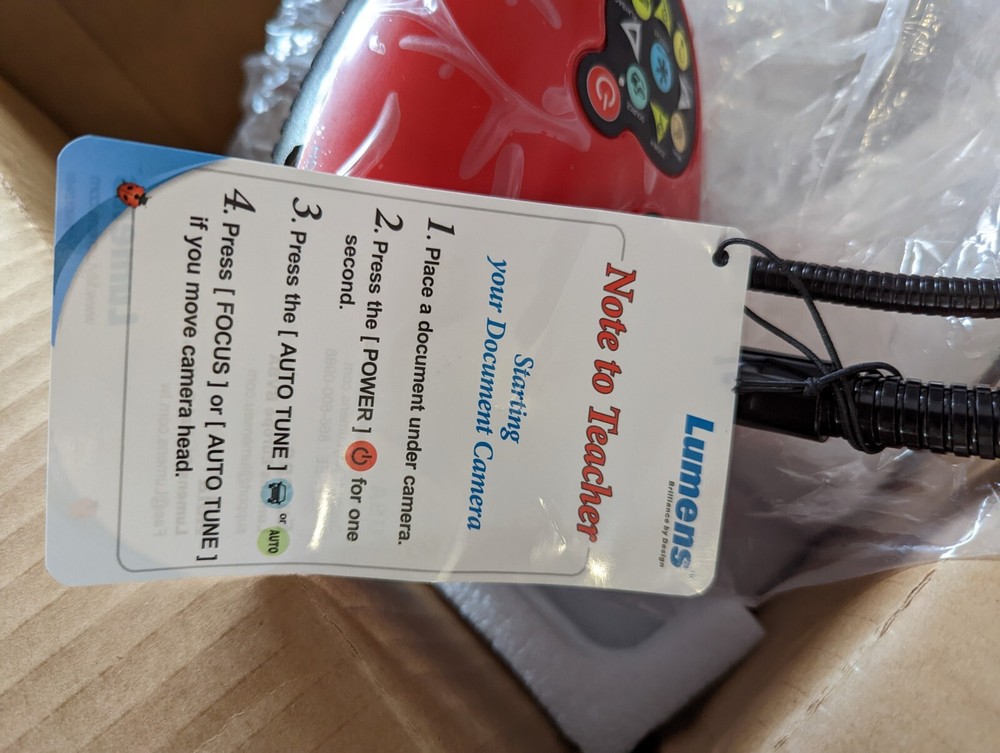 Lumens
Brilliance by Design
Note to Teacher
Starting
your Document Camera
1. Place a document under camera.
2. Press the [ POWER ] for one
second.
3. Press the [ AUTO TUNE ] or AUTO
4. Press [ FOCUS ] or [ AUTO TUNE ]
if you move camera head.